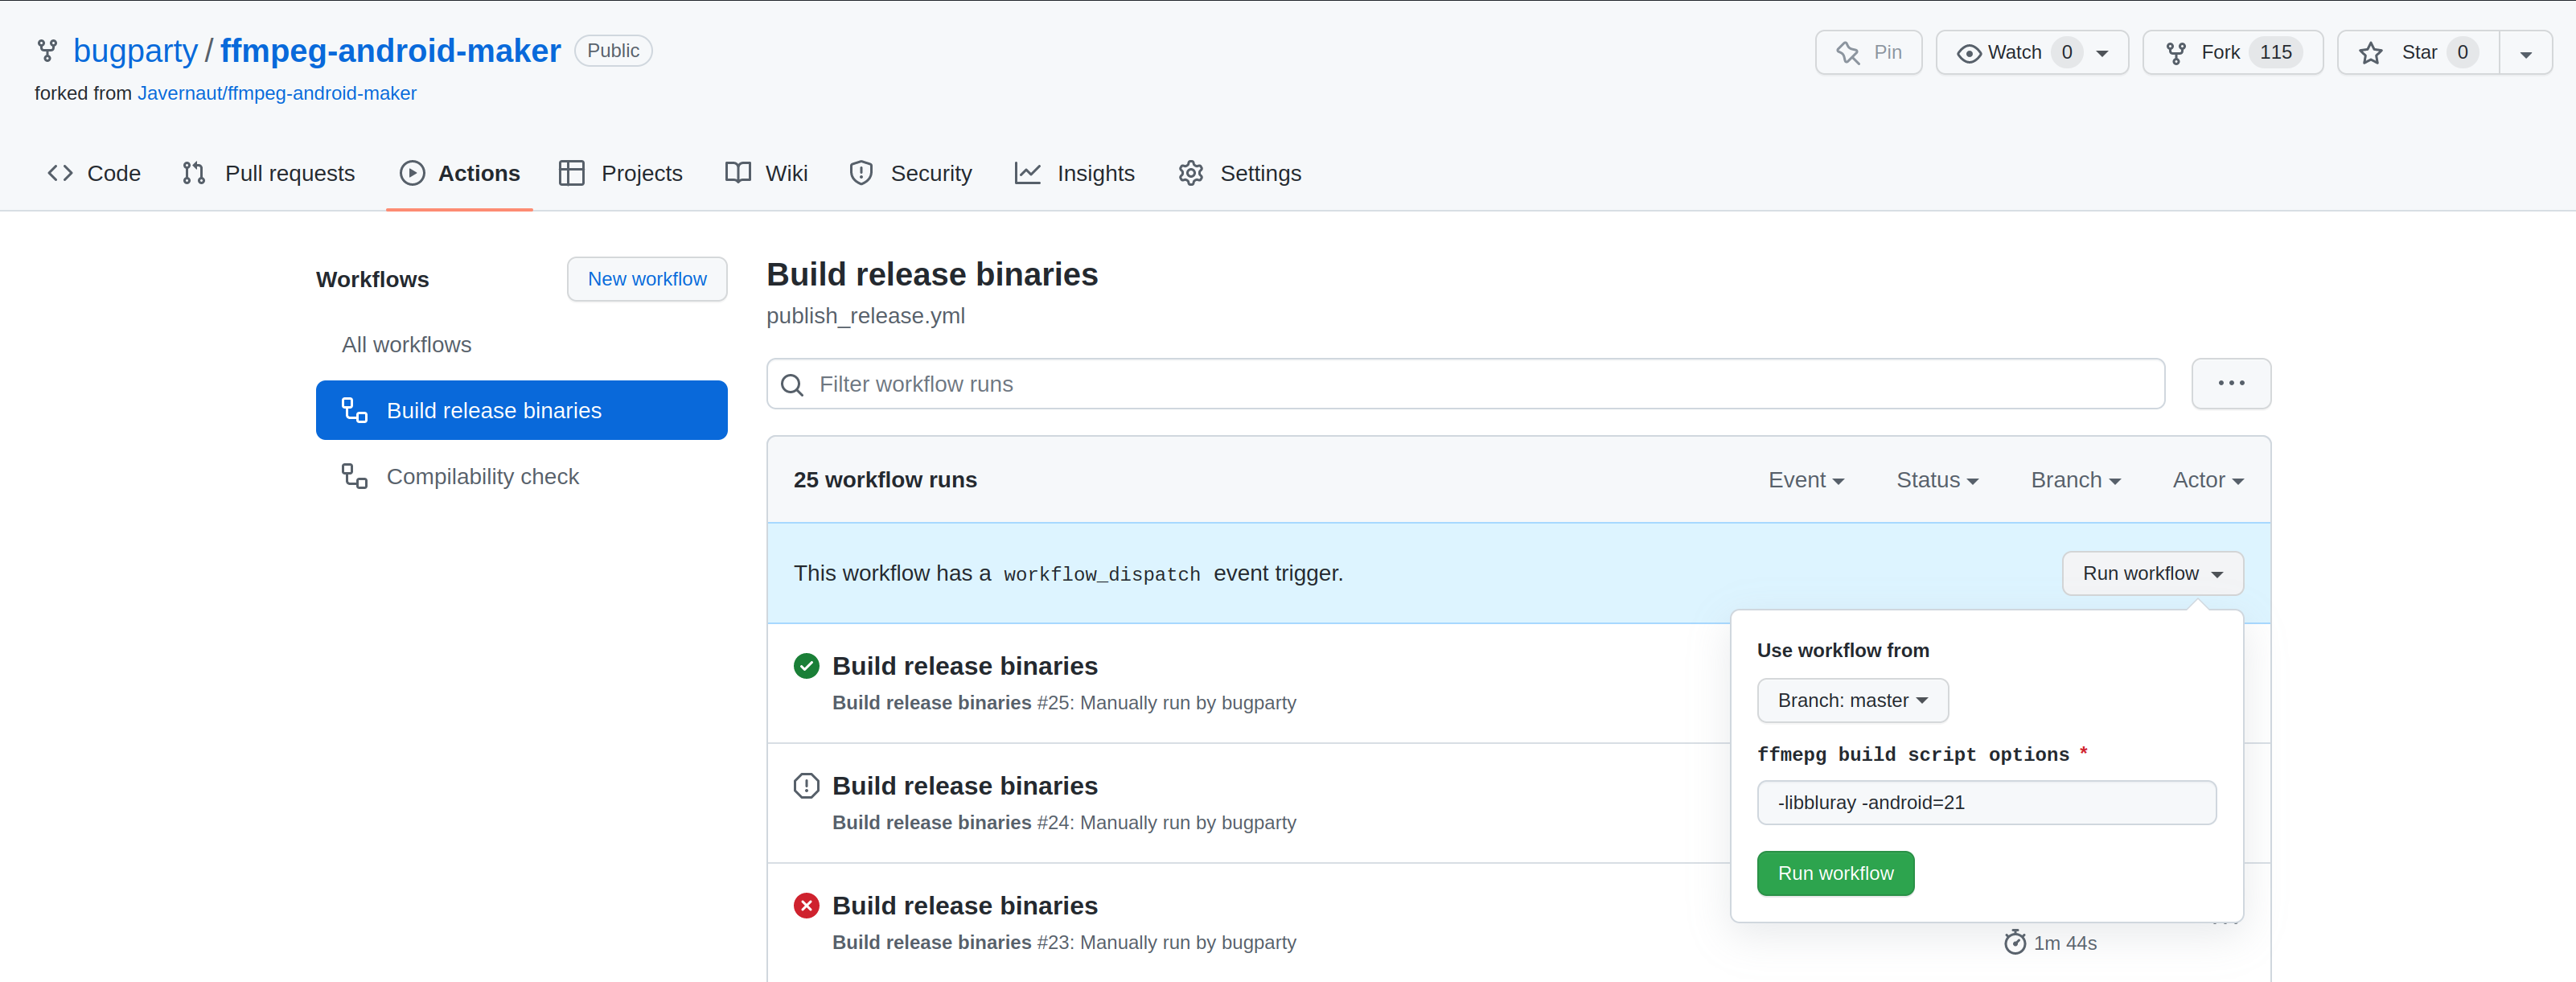 bugparty / ffmpeg-android-maker Public
Pin
Watch 0
Fork 115
Star 0
forked from Javernaut/ffmpeg-android-maker
Code
Pull requests
Actions
Projects
Wiki
Security
Insights
Settings
Workflows
New workflow
All workflows
Build release binaries
Compilability check
Build release binaries
publish_release.yml
Filter workflow runs
25 workflow runs
Event
Status
Branch
Actor
This workflow has a workflow_dispatch event trigger.
Run workflow
Use workflow from
Branch: master
ffmepg build script options *
-libbluray -android=21
Run workflow
Build release binaries
Build release binaries #25: Manually run by bugparty
Build release binaries
Build release binaries #24: Manually run by bugparty
Build release binaries
Build release binaries #23: Manually run by bugparty
1m 44s